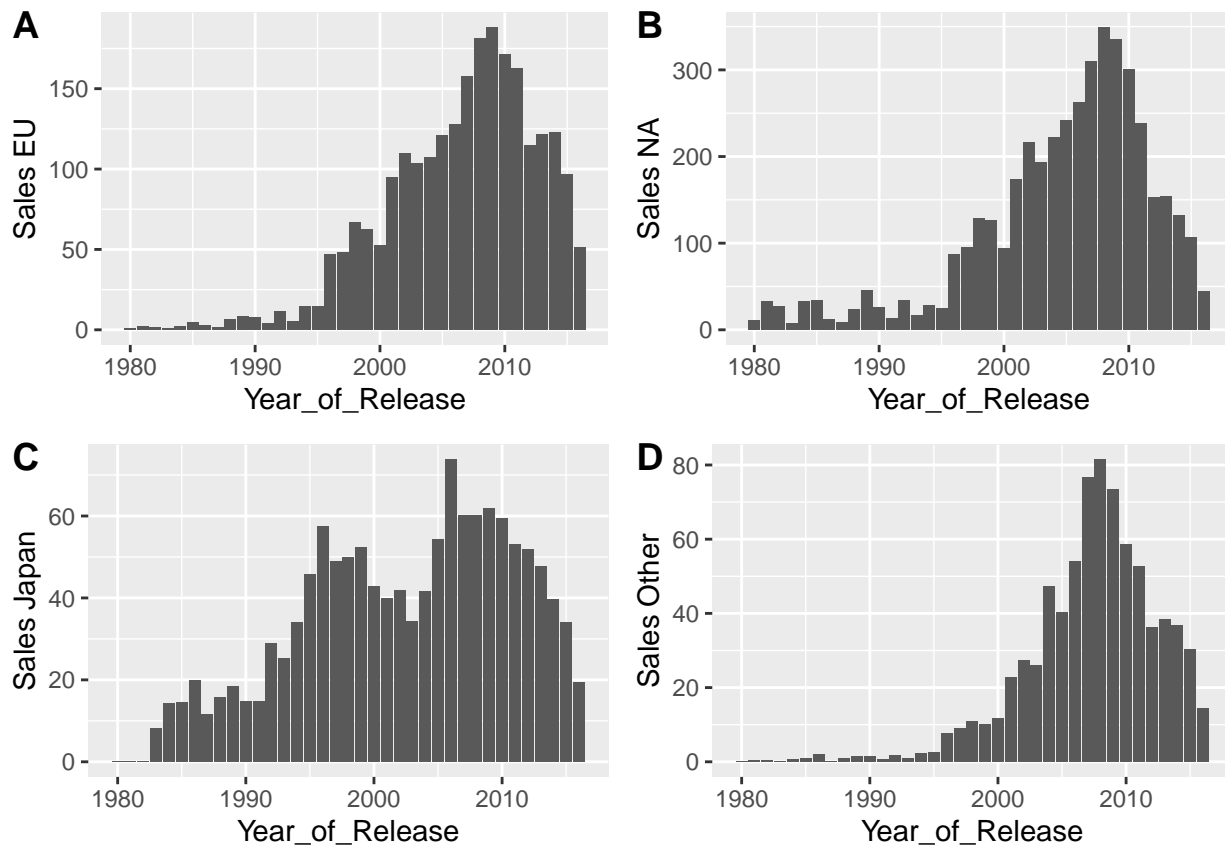 A
Sales EU
150
100
50
0
1980 1990 2000 2010
Year_of_Release
B
Sales NA
300
200
100
0
1980 1990 2000 2010
Year_of_Release
C
Sales Japan
60
40
20
0
1980 1990 2000 2010
Year_of_Release
D
Sales Other
80
60
40
20
0
1980 1990 2000 2010
Year_of_Release